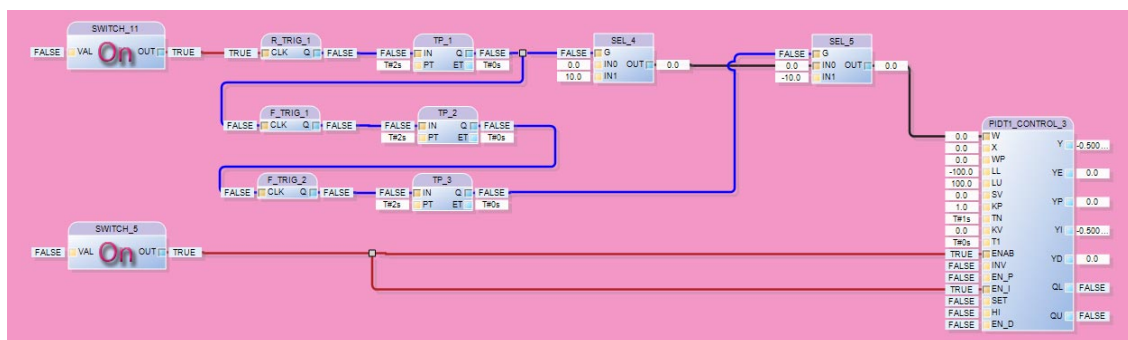 SWITCH_11
FALSE VAL On OUT TRUE
R_TRIG_1
TRUE CLK Q FALSE
TP_1
FALSE IN Q FALSE
T#2s PT ET T#0s
SEL_4
FALSE G
0.0 IN0 OUT 0.0
10.0 IN1
SEL_5
FALSE G
0.0 IN0 OUT 0.0
-10.0 IN1
F_TRIG_1
FALSE CLK Q FALSE
TP_2
FALSE IN Q FALSE
T#2s PT ET T#0s
F_TRIG_2
FALSE CLK Q FALSE
TP_3
FALSE IN Q FALSE
T#2s PT ET T#0s
SWITCH_5
FALSE VAL On OUT TRUE
PIDT1_CONTROL_3
0.0 W
0.0 X
0.0 WP
-100.0 LL
100.0 LU
0.0 SV
1.0 KP
T#1s TN
0.0 KV
T#0s T1
TRUE ENAB
FALSE INV
FALSE EN_P
TRUE EN_I
FALSE SET
FALSE HI
FALSE EN_D
Y -0.500...
YE 0.0
YP 0.0
YI -0.500...
YD 0.0
QL FALSE
QU FALSE